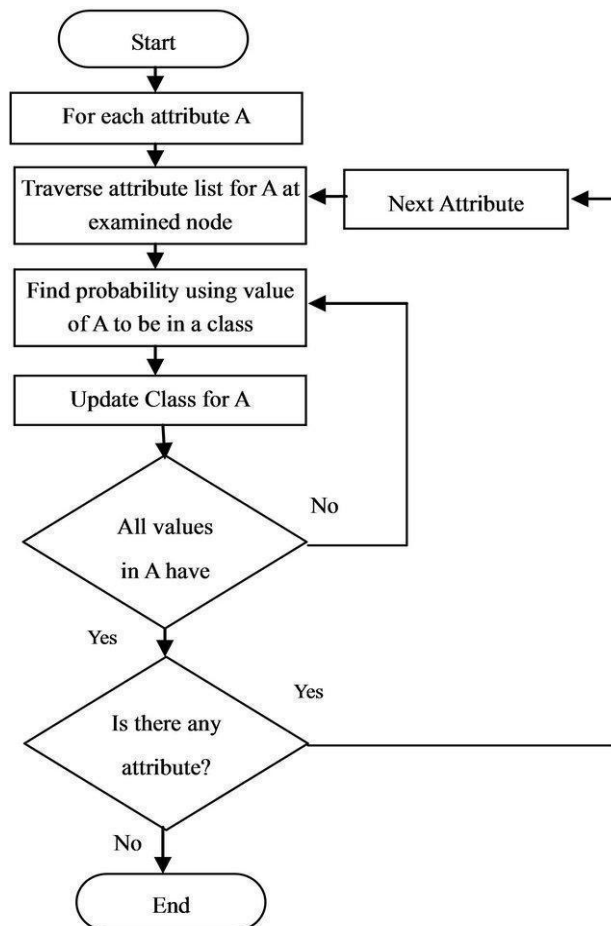 Start
For each attribute A
Traverse attribute list for A at
examined node
Next Attribute
Find probability using value
of A to be in a class
Update Class for A
All values
in A have
No
Yes
Is there any
attribute?
Yes
No
End